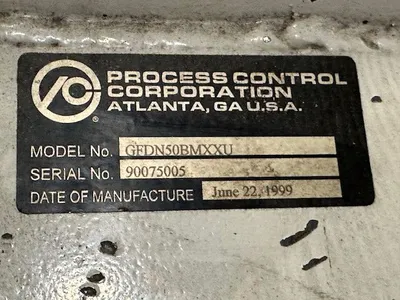 PROCESS CONTROL
CORPORATION
ATLANTA, GA U.S.A.
®
MODEL No. GFDN50BMXXU
SERIAL No. 90075005
DATE OF MANUFACTURE June 22, 1999